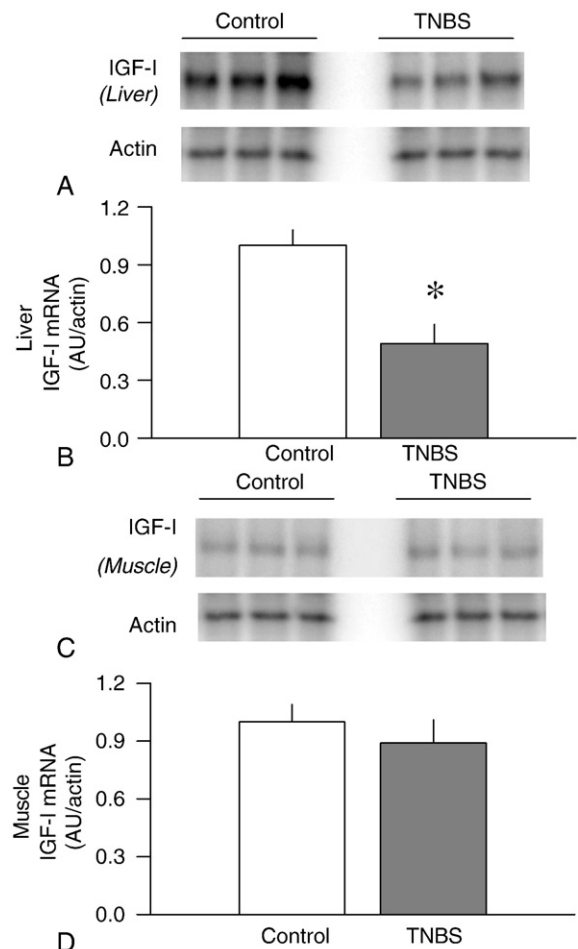 Control TNBS
IGF-I
(Liver)
Actin
A
1.2
0.9
0.6
0.3
0.0
Liver
IGF-I mRNA
(AU/actin)
*
Control TNBS
B
Control TNBS
IGF-I
(Muscle)
Actin
C
1.2
0.9
0.6
0.3
0.0
Muscle
IGF-I mRNA
(AU/actin)
Control TNBS
D